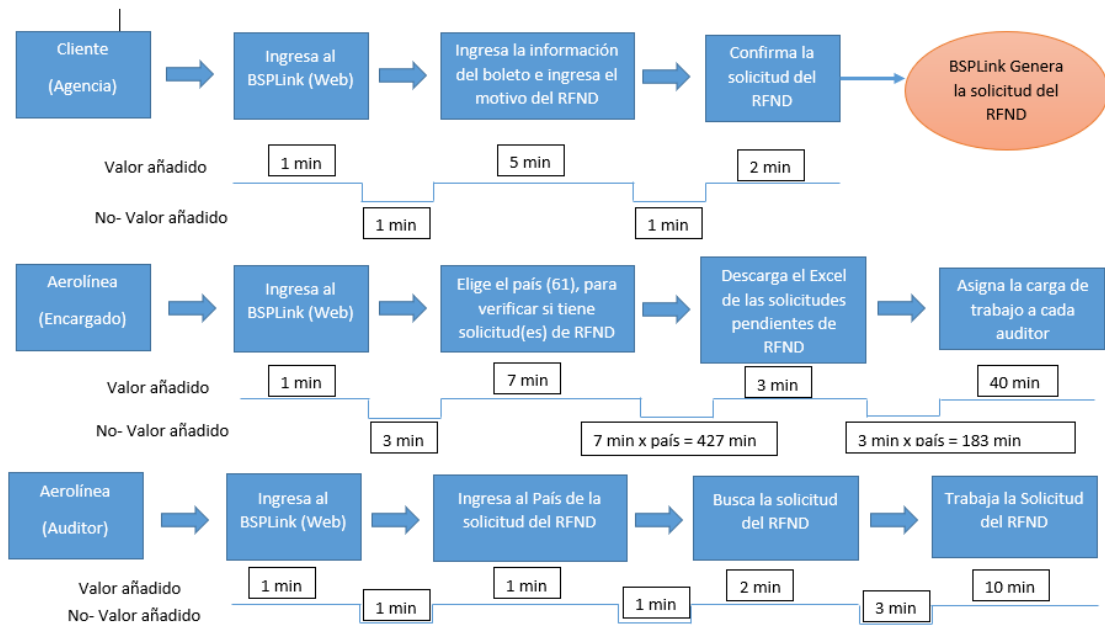 Cliente
(Agencia)
Ingresa al
BSPLink (Web)
Ingresa la información
del boleto e ingresa el
motivo del RFND
Confirma la
solicitud del
RFND
BSPLink Genera
la solicitud del
RFND
Valor añadido
1 min
5 min
2 min
No- Valor añadido
1 min
1 min
Aerolínea
(Encargado)
Ingresa al
BSPLink (Web)
Elige el país (61), para
verificar si tiene
solicitud(es) de RFND
Descarga el Excel
de las solicitudes
pendientes de
RFND
Asigna la carga de
trabajo a cada
auditor
Valor añadido
1 min
7 min
3 min
40 min
No- Valor añadido
3 min
7 min x país = 427 min
3 min x país = 183 min
Aerolínea
(Auditor)
Ingresa al
BSPLink (Web)
Ingresa al País de la
solicitud del RFND
Busca la solicitud
del RFND
Trabaja la Solicitud
del RFND
Valor añadido
1 min
1 min
2 min
10 min
No- Valor añadido
1 min
1 min
3 min